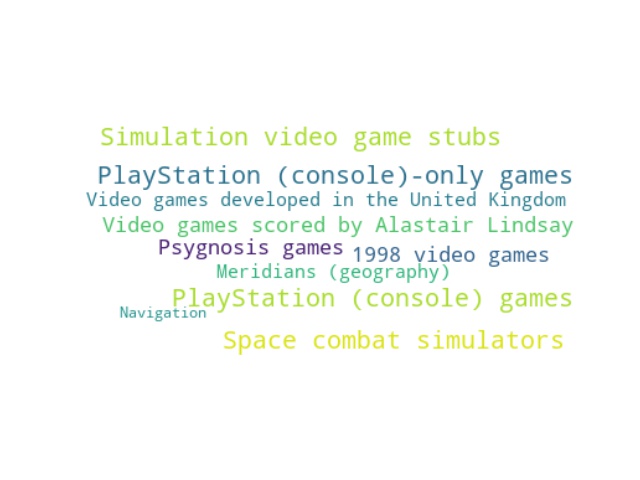 Simulation video game stubs
PlayStation (console)-only games
Video games developed in the United Kingdom
Video games scored by Alastair Lindsay
Psygnosis games
1998 video games
Meridians (geography)
PlayStation (console) games
Navigation
Space combat simulators